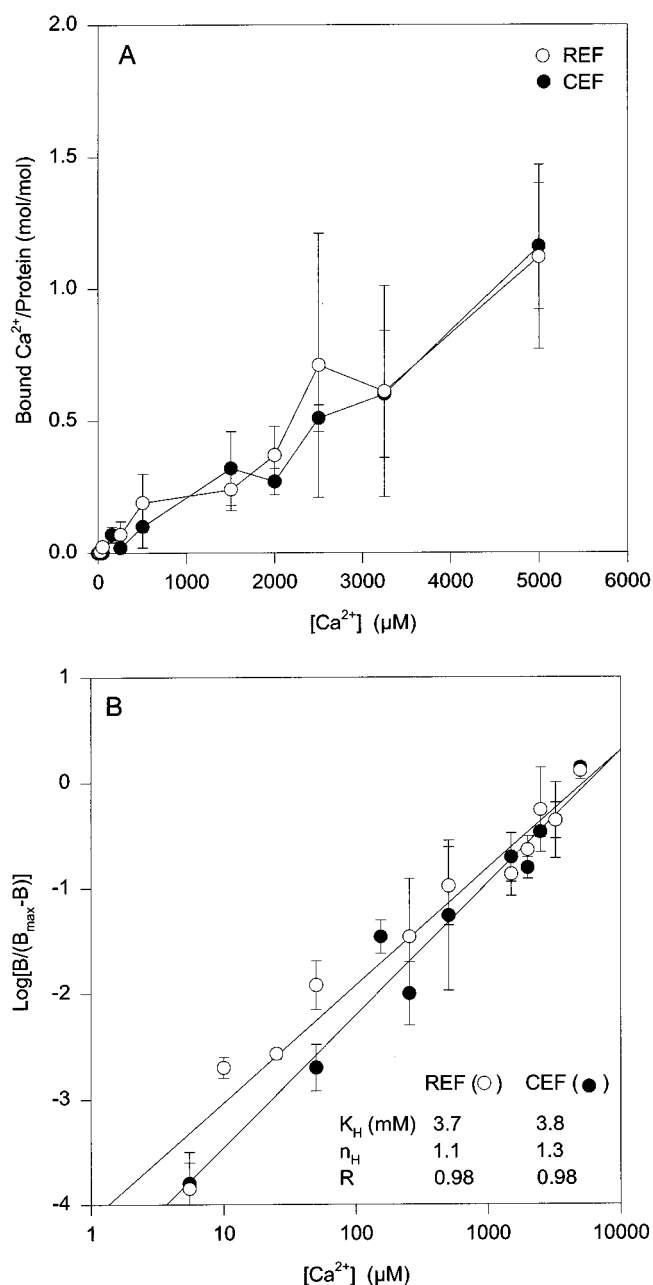 A
REF
CEF
Bound Ca²⁺/Protein (mol/mol)
2.0
1.5
1.0
0.5
0.0
0 1000 2000 3000 4000 5000 6000
[Ca²⁺] (µM)
B
Log[B/(Bₘₐₓ-B)]
1
0
-1
-2
-3
-4
REF ( ) CEF ( )
K_H (mM) 3.7 3.8
n_H 1.1 1.3
R 0.98 0.98
1 10 100 1000 10000
[Ca²⁺] (µM)